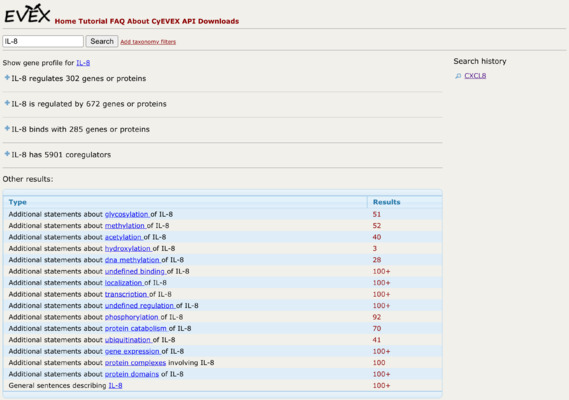 EVEX Home Tutorial FAQ About CyEVEX API Downloads
IL-8 Search Add taxonomy filters
Show gene profile for IL-8
IL-8 regulates 302 genes or proteins
IL-8 is regulated by 672 genes or proteins
IL-8 binds with 285 genes or proteins
IL-8 has 5901 coregulators
Other results:
Type Results
Additional statements about glycosylation of IL-8 51
Additional statements about methylation of IL-8 52
Additional statements about acetylation of IL-8 40
Additional statements about hydroxylation of IL-8 3
Additional statements about dna methylation of IL-8 28
Additional statements about undefined binding of IL-8 100+
Additional statements about localization of IL-8 100+
Additional statements about transcription of IL-8 100+
Additional statements about undefined regulation of IL-8 100+
Additional statements about phosphorylation of IL-8 92
Additional statements about protein catabolism of IL-8 70
Additional statements about ubiquitination of IL-8 41
Additional statements about gene expression of IL-8 100+
Additional statements about protein complexes involving IL-8 100
Additional statements about protein domains of IL-8 100+
General sentences describing IL-8 100+
Search history
CXCL8